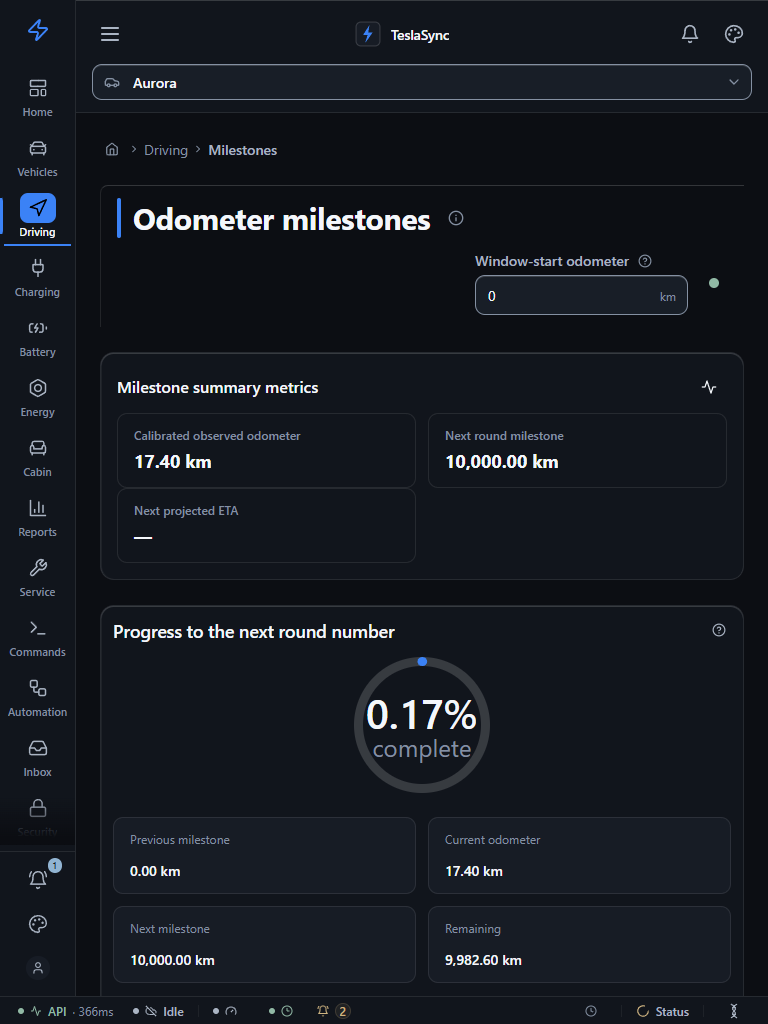 TeslaSync
Aurora
Home
Vehicles
Driving
Charging
Battery
Energy
Cabin
Reports
Service
Commands
Automation
Inbox
Security
1
Driving > Milestones
Odometer milestones
Window-start odometer
0 km
Milestone summary metrics
Calibrated observed odometer
17.40 km
Next round milestone
10,000.00 km
Next projected ETA
—
Progress to the next round number
0.17%
complete
Previous milestone
0.00 km
Current odometer
17.40 km
Next milestone
10,000.00 km
Remaining
9,982.60 km
API · 366ms
Idle
2
Status